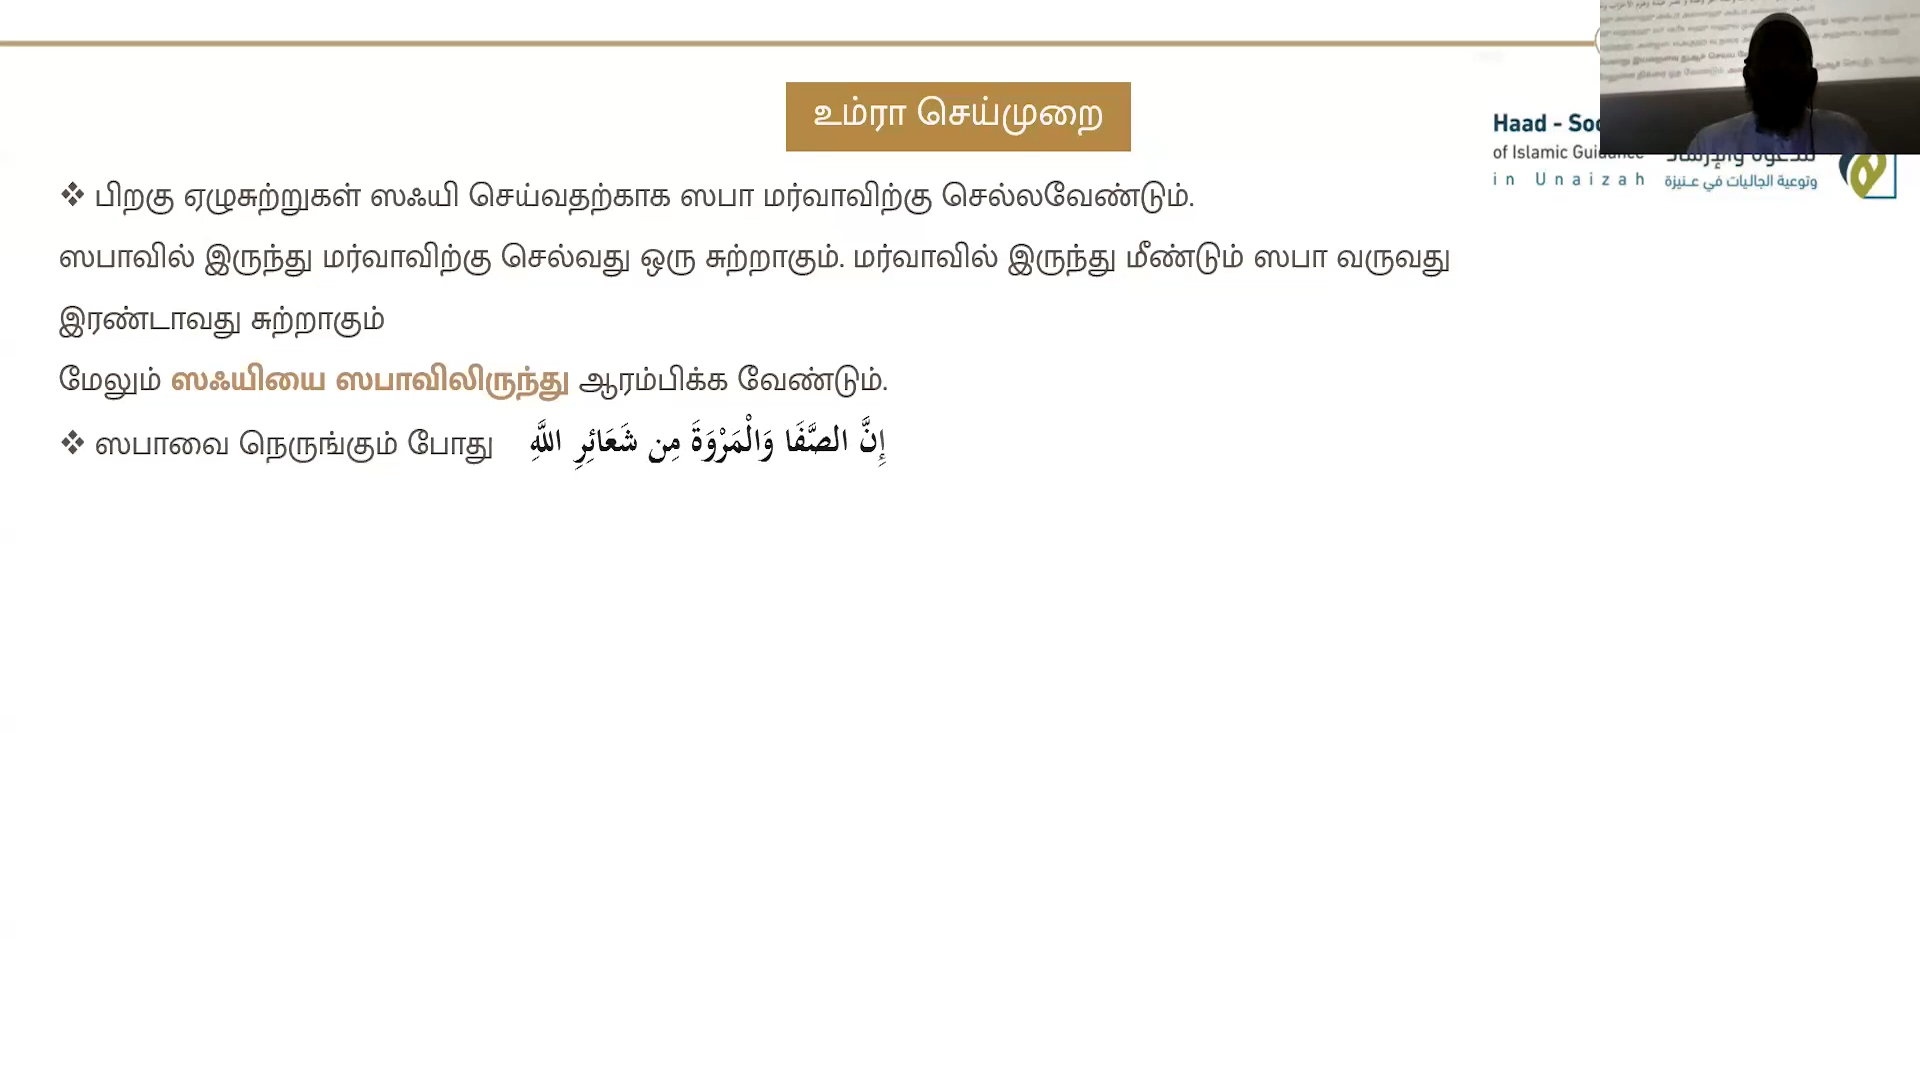 உம்ரா செய்முறை
Haad - Soc
of Islamic Guidance
in Unaizah
وتوعية الجاليات في عنيزة
❖ பிறகு ஏழுசுற்றுகள் ஸஃயி செய்வதற்காக ஸபா மர்வாவிற்கு செல்லவேண்டும்.
ஸபாவில் இருந்து மர்வாவிற்கு செல்வது ஒரு சுற்றாகும். மர்வாவில் இருந்து மீண்டும் ஸபா வருவது
இரண்டாவது சுற்றாகும்
மேலும் ஸஃயியை ஸபாவிலிருந்து ஆரம்பிக்க வேண்டும்.
❖ ஸபாவை நெருங்கும் போது إِنَّ الصَّفَا وَالْمَرْوَةَ مِن شَعَائِرِ اللَّهِ